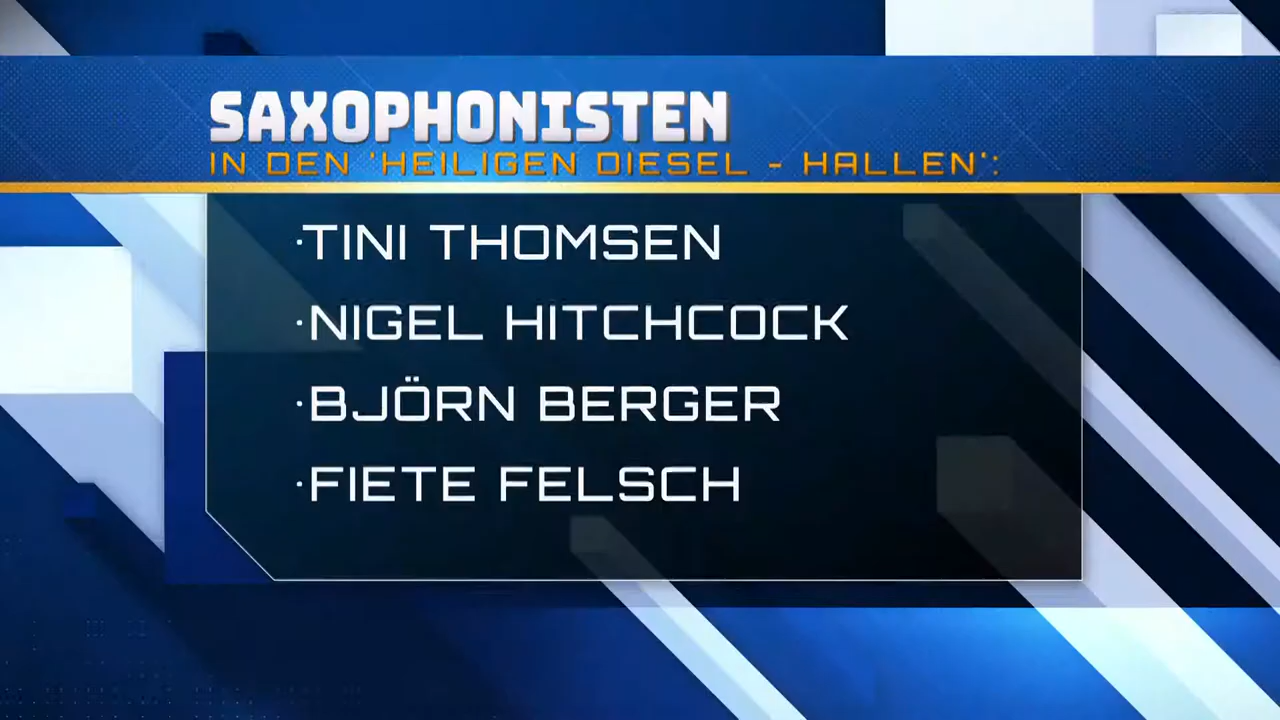 SAXOPHONISTEN
IN DEN 'HEILIGEN DIESEL - HALLEN':
·TINI THOMSEN
·NIGEL HITCHCOCK
·BJÖRN BERGER
·FIETE FELSCH